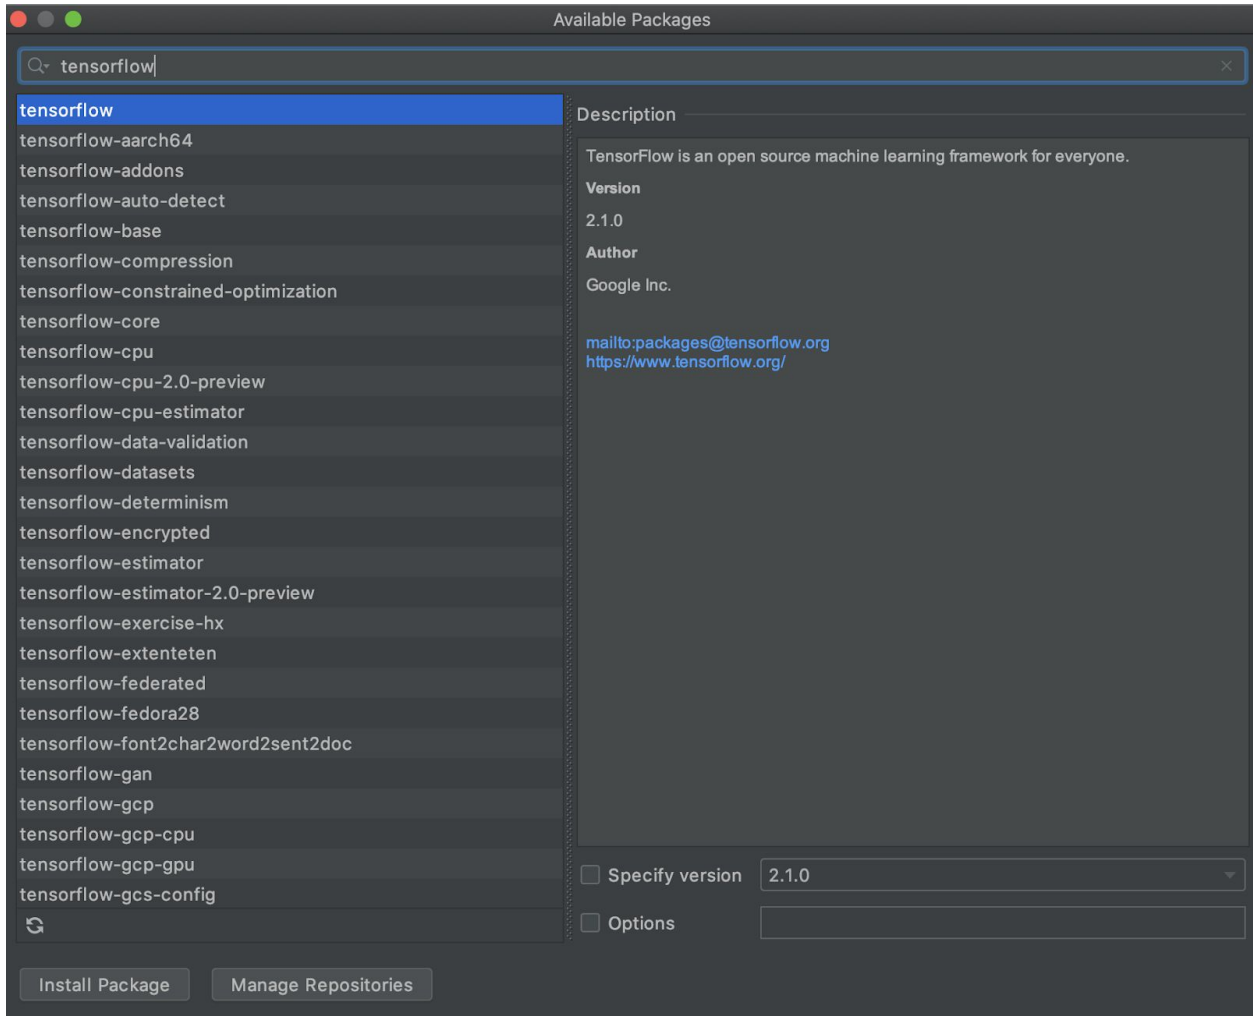 Available Packages
tensorflow
tensorflow
tensorflow-aarch64
tensorflow-addons
tensorflow-auto-detect
tensorflow-base
tensorflow-compression
tensorflow-constrained-optimization
tensorflow-core
tensorflow-cpu
tensorflow-cpu-2.0-preview
tensorflow-cpu-estimator
tensorflow-data-validation
tensorflow-datasets
tensorflow-determinism
tensorflow-encrypted
tensorflow-estimator
tensorflow-estimator-2.0-preview
tensorflow-exercise-hx
tensorflow-extenteten
tensorflow-federated
tensorflow-fedora28
tensorflow-font2char2word2sent2doc
tensorflow-gan
tensorflow-gcp
tensorflow-gcp-cpu
tensorflow-gcp-gpu
tensorflow-gcs-config
Description
TensorFlow is an open source machine learning framework for everyone.
Version
2.1.0
Author
Google Inc.
mailto:packages@tensorflow.org
https://www.tensorflow.org/
Specify version 2.1.0
Options
Install Package Manage Repositories